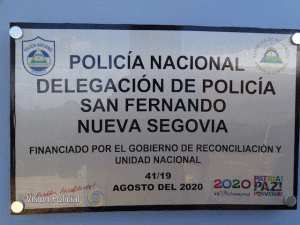 POLICÍA NACIONAL
DELEGACIÓN DE POLICÍA
SAN FERNANDO
NUEVA SEGOVIA
FINANCIADO POR EL GOBIERNO DE RECONCILIACIÓN Y
UNIDAD NACIONAL
41/19
AGOSTO DEL 2020
2020
PATRIA!
PAZ!
PORVENIR!
Visión Policial